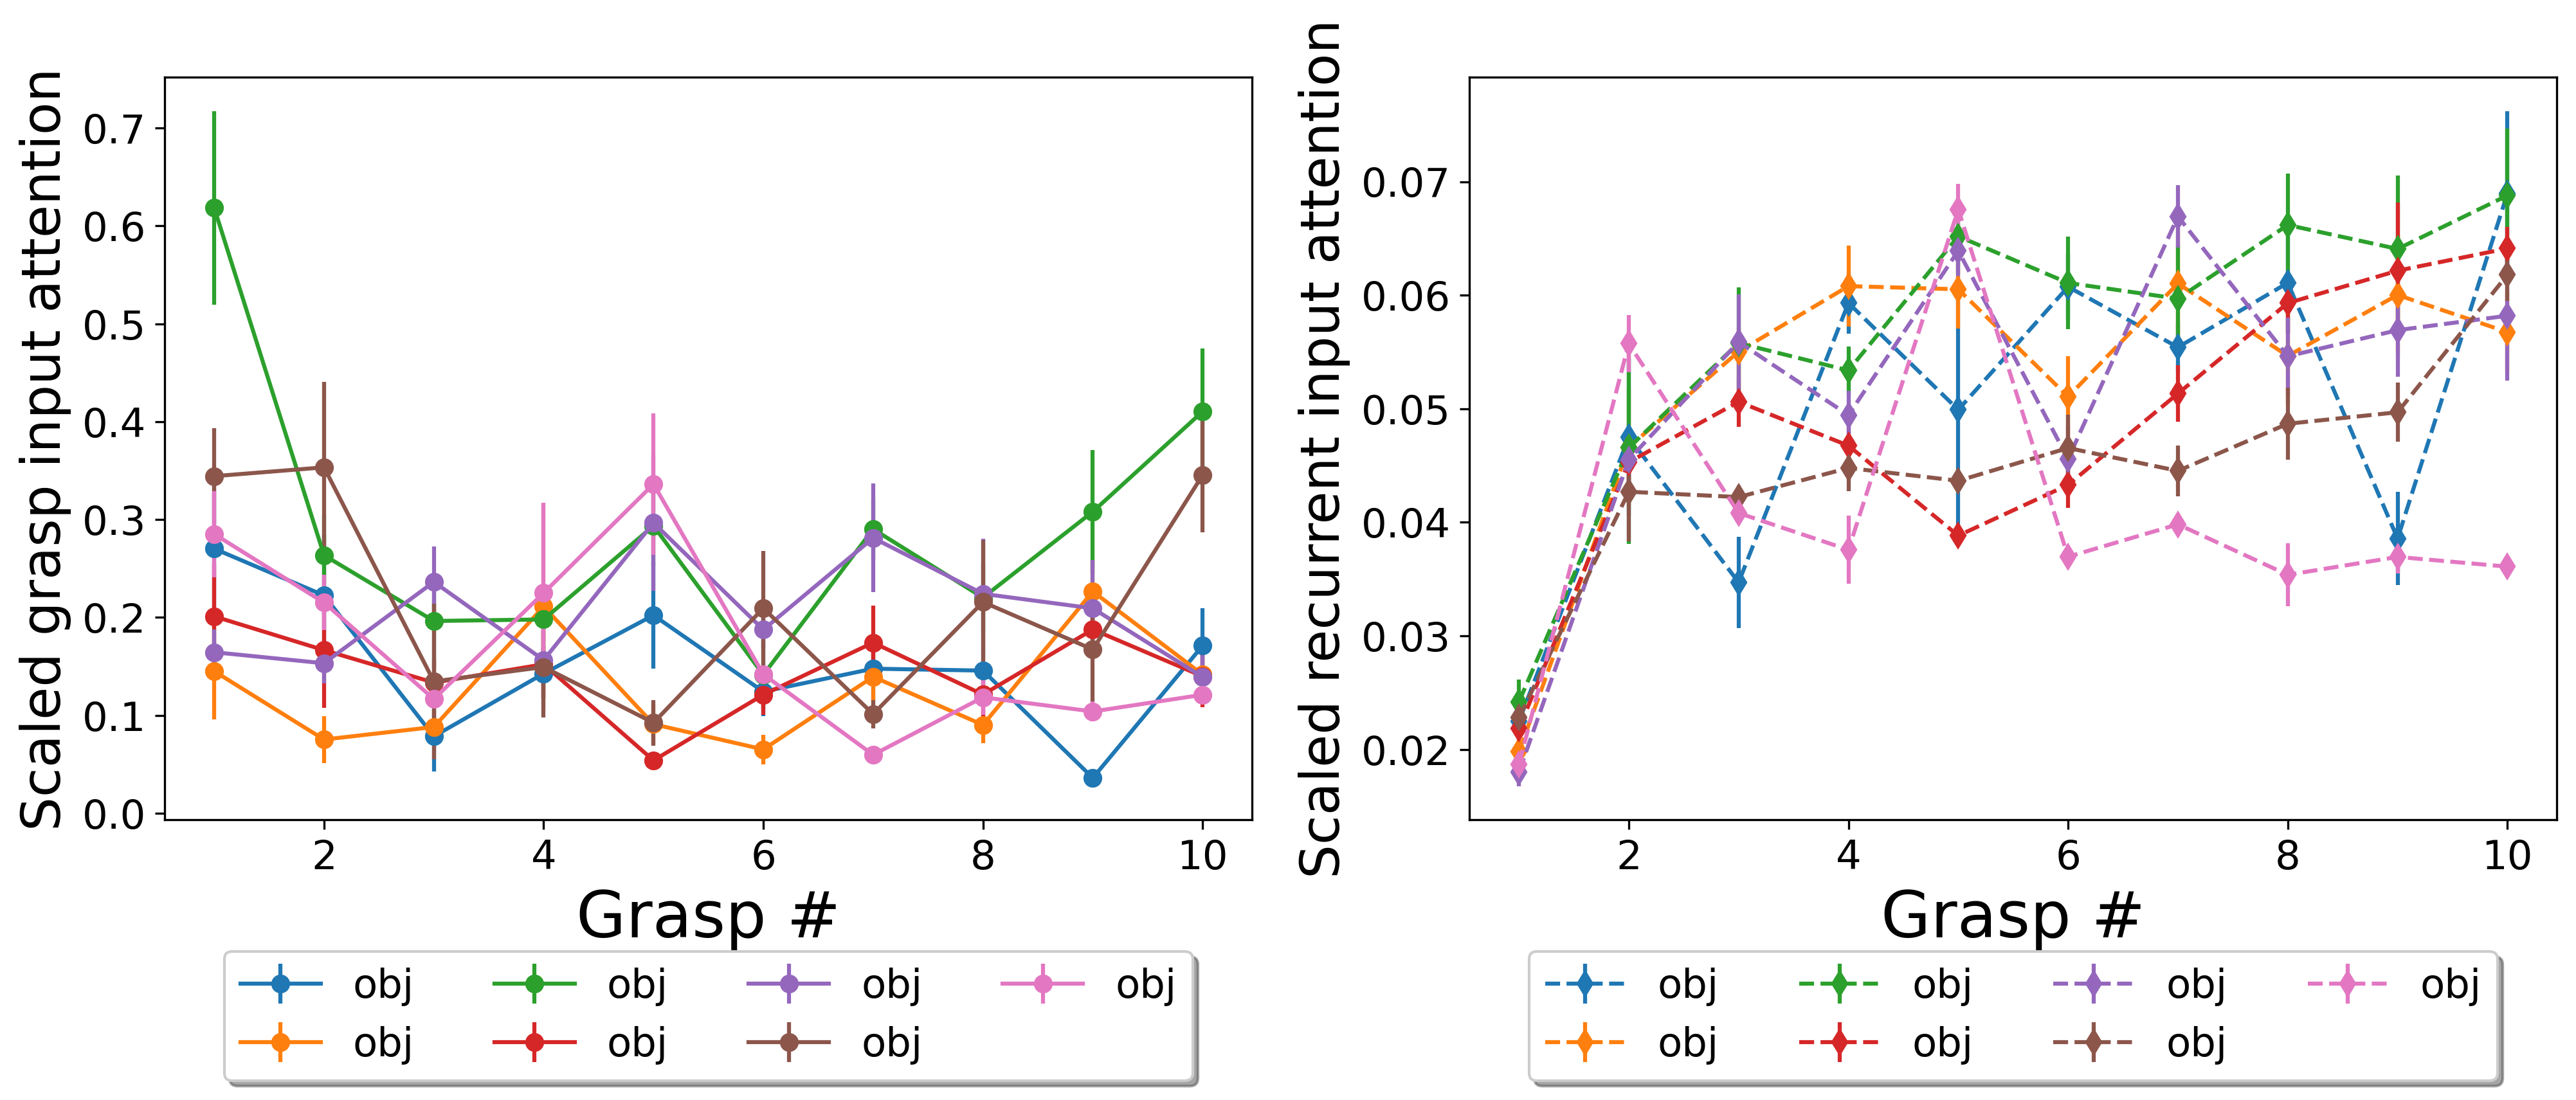 Scaled grasp input attention
0.7
0.6
0.5
0.4
0.3
0.2
0.1
0.0
2 4 6 8 10
Grasp #
obj obj obj obj
obj obj obj
Scaled recurrent input attention
0.07
0.06
0.05
0.04
0.03
0.02
2 4 6 8 10
Grasp #
obj obj obj obj
obj obj obj